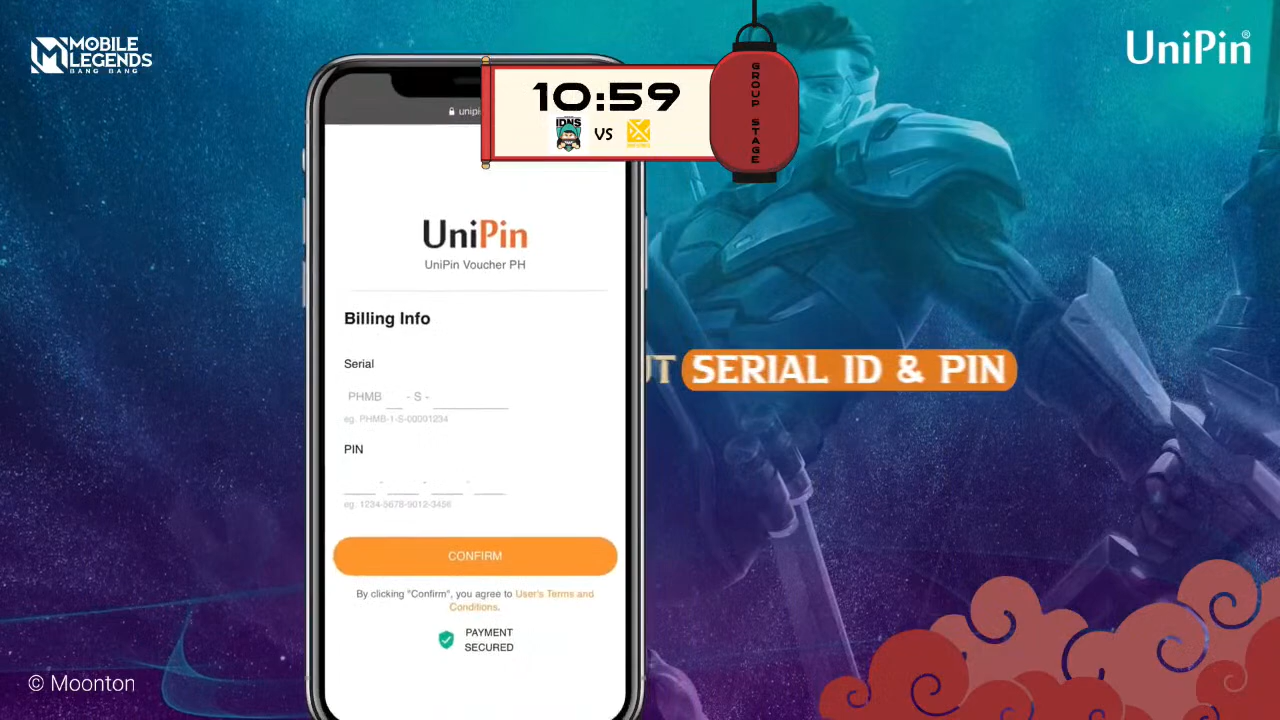 MOBILE
LEGENDS
BANG BANG
UniPin®
10:59
IDNS
VS
GROUP STAGE
UniPin
UniPin Voucher PH
Billing Info
Serial
PHMB __ - S - ________
eg. PHMB-1-S-00001234
PIN
eg. 1234-5678-9012-3456
CONFIRM
By clicking "Confirm", you agree to User's Terms and
Conditions.
PAYMENT
SECURED
SERIAL ID & PIN
© Moonton